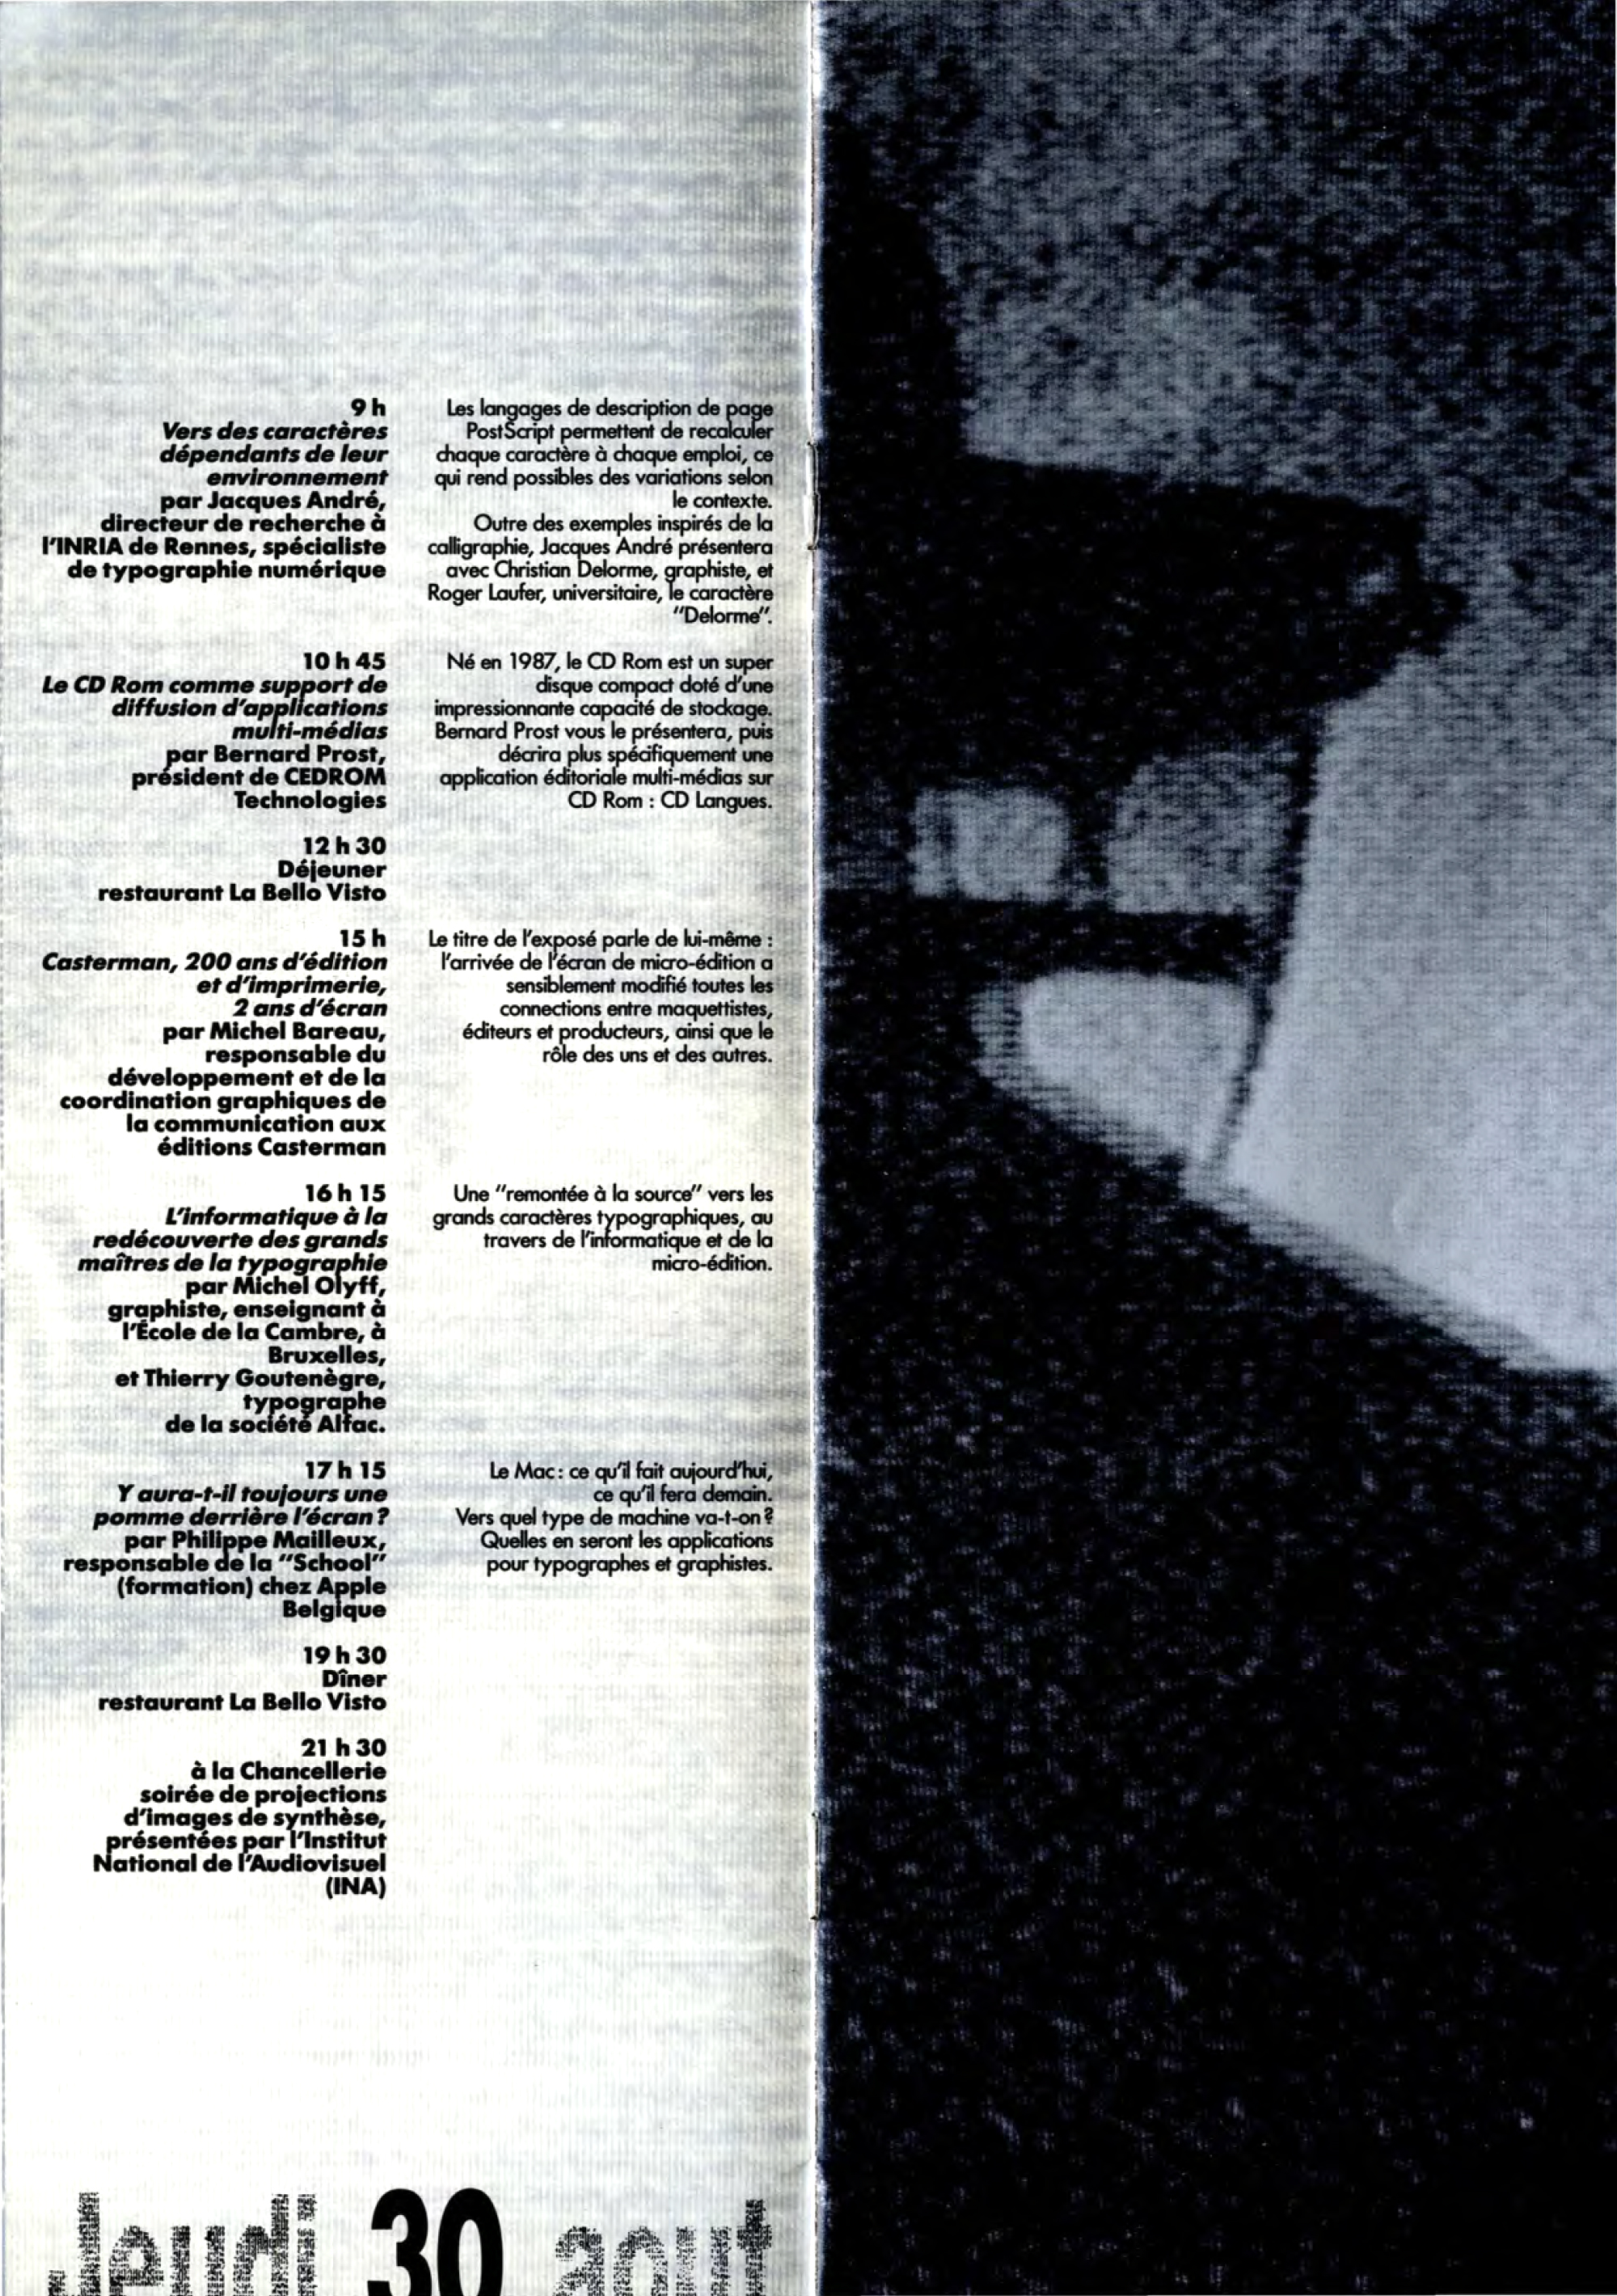 9 h
Vers des caractères
dépendants de leur
environnement
par Jacques André,
directeur de recherche à
l'INRIA de Rennes, spécialiste
de typographie numérique
Les langages de description de page
PostScript permettent de recalculer
chaque caractère à chaque emploi, ce
qui rend possibles des variations selon
le contexte.
Outre des exemples inspirés de la
calligraphie, Jacques André présentera
avec Christian Delorme, graphiste, et
Roger Laufer, universitaire, le caractère
"Delorme".
10 h 45
Le CD Rom comme support de
diffusion d'applications
multi-médias
par Bernard Prost,
président de CEDROM
Technologies
Né en 1987, le CD Rom est un super
disque compact doté d'une
impressionnante capacité de stockage.
Bernard Prost vous le présentera, puis
décrira plus spécifiquement une
application éditoriale multi-médias sur
CD Rom : CD Langues.
12 h 30
Déjeuner
restaurant La Bello Visto
15 h
Casterman, 200 ans d'édition
et d'imprimerie,
2 ans d'écran
par Michel Bareau,
responsable du
développement et de la
coordination graphiques de
la communication aux
éditions Casterman
Le titre de l'exposé parle de lui-même :
l'arrivée de l'écran de micro-édition a
sensiblement modifié toutes les
connections entre maquettistes,
éditeurs et producteurs, ainsi que le
rôle des uns et des autres.
16 h 15
L'informatique à la
redécouverte des grands
maîtres de la typographie
par Michel Olyff,
graphiste, enseignant à
l'École de la Cambre, à
Bruxelles,
et Thierry Goutenègre,
typographe
de la société Alfac.
Une "remontée à la source" vers les
grands caractères typographiques, au
travers de l'informatique et de la
micro-édition.
17 h 15
Y aura-t-il toujours une
pomme derrière l'écran ?
par Philippe Mailleux,
responsable de la "School"
(formation) chez Apple
Belgique
Le Mac : ce qu'il fait aujourd'hui,
ce qu'il fera demain.
Vers quel type de machine va-t-on ?
Quelles en seront les applications
pour typographes et graphistes.
19 h 30
Dîner
restaurant La Bello Visto
21 h 30
à la Chancellerie
soirée de projections
d'images de synthèse,
présentées par l'Institut
National de l'Audiovisuel
(INA)
Jeudi 30 août